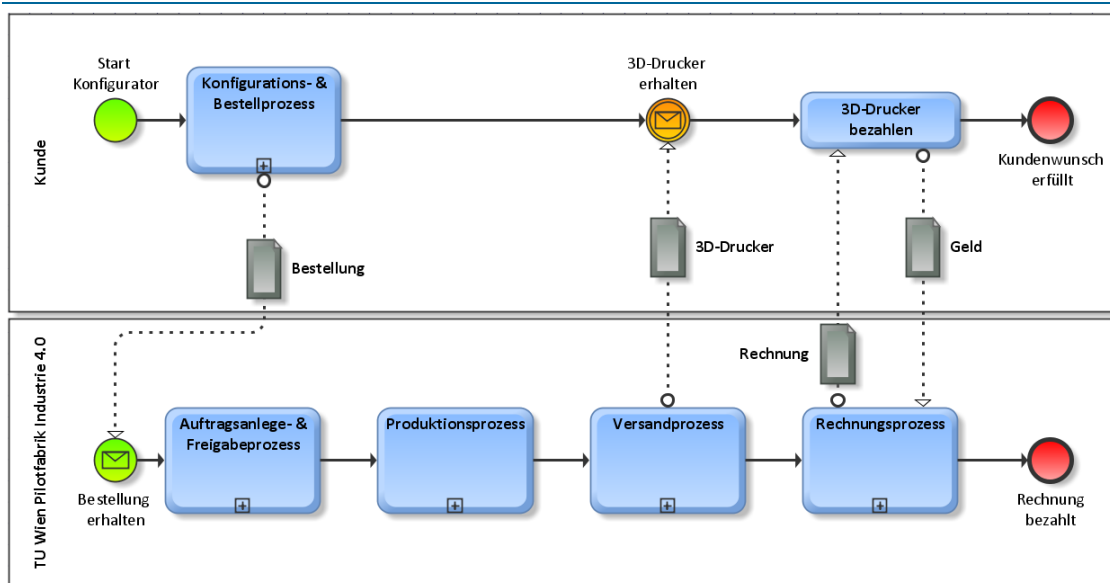 Kunde
Start
Konfigurator
Konfigurations- &
Bestellprozess
3D-Drucker
erhalten
3D-Drucker
bezahlen
Kundenwunsch
erfüllt
Bestellung
3D-Drucker
Geld
TU Wien Pilotfabrik Industrie 4.0
Rechnung
Bestellung
erhalten
Auftragsanlege- &
Freigabeprozess
Produktionsprozess
Versandprozess
Rechnungsprozess
Rechnung
bezahlt